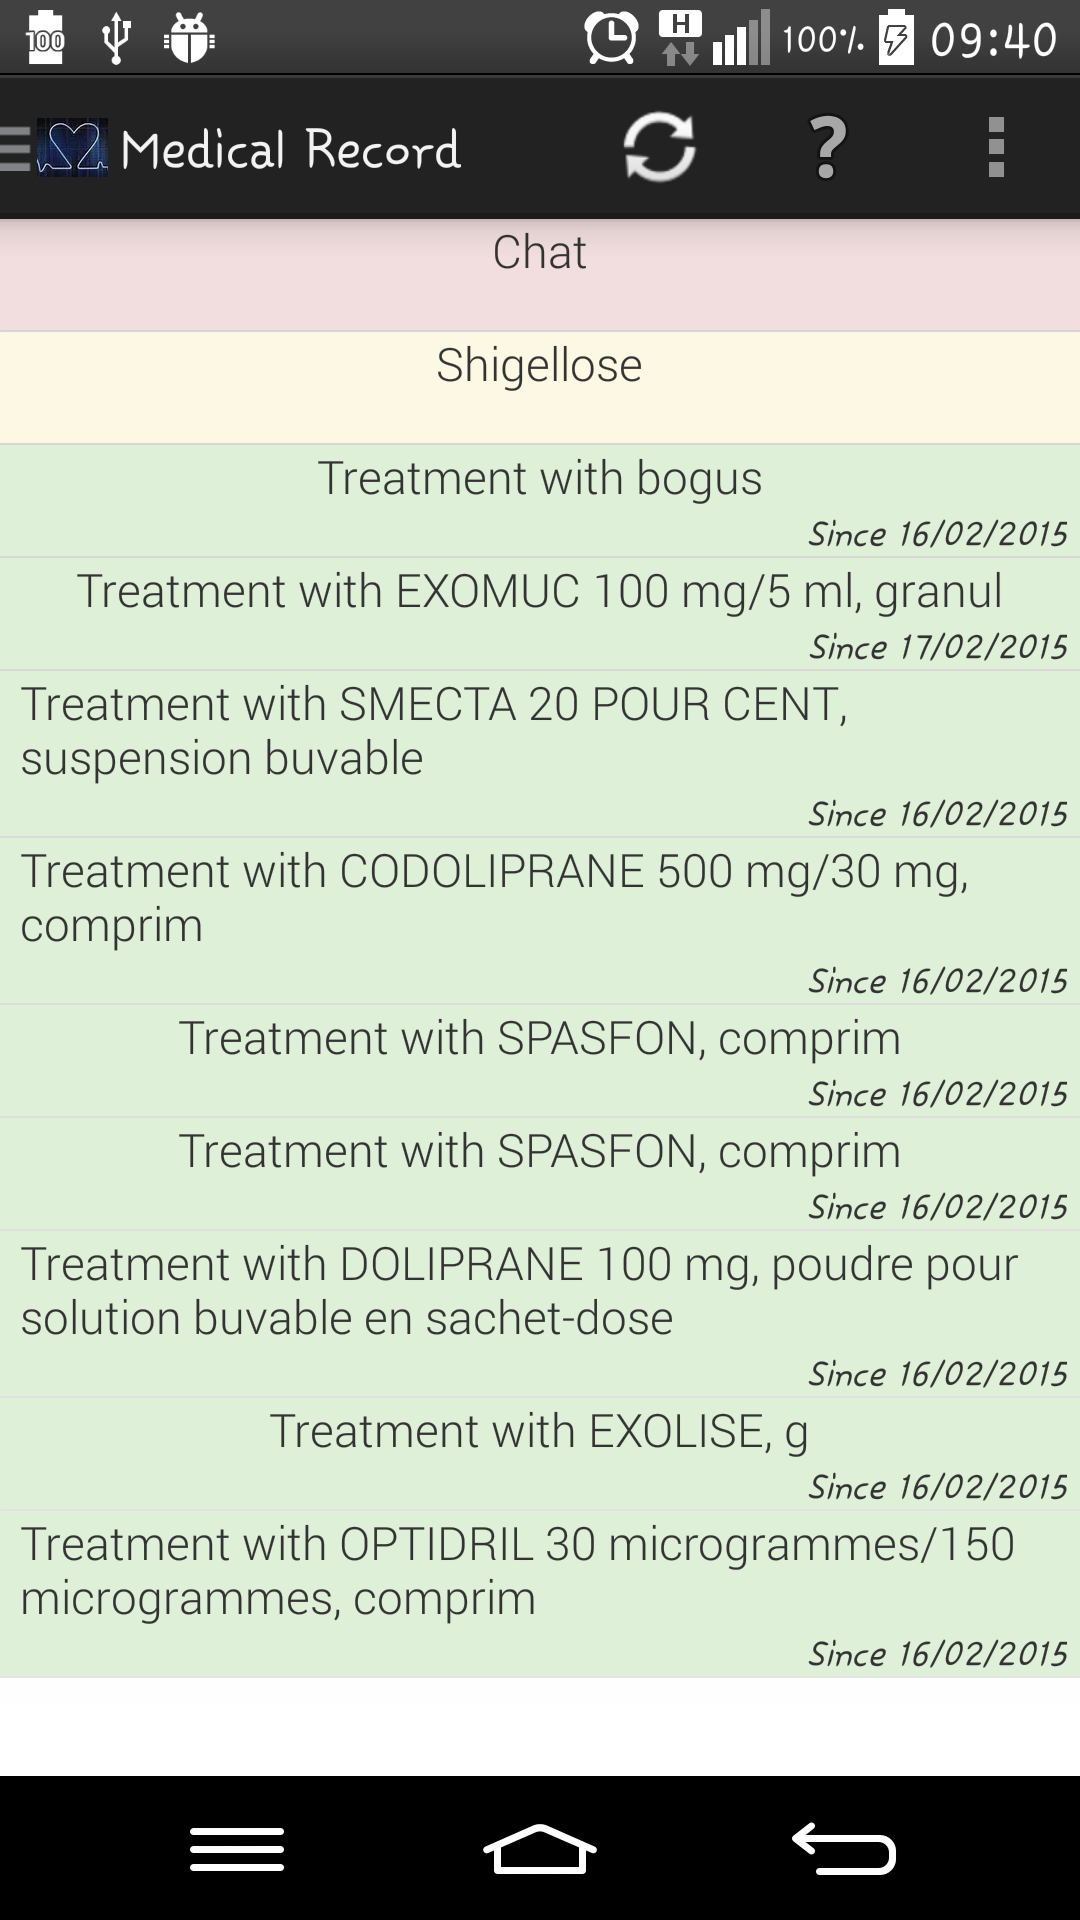 100
H
100%
09:40
Medical Record
?
Chat
Shigellose
Treatment with bogus
Since 16/02/2015
Treatment with EXOMUC 100 mg/5 ml, granul
Since 17/02/2015
Treatment with SMECTA 20 POUR CENT,
suspension buvable
Since 16/02/2015
Treatment with CODOLIPRANE 500 mg/30 mg,
comprim
Since 16/02/2015
Treatment with SPASFON, comprim
Since 16/02/2015
Treatment with SPASFON, comprim
Since 16/02/2015
Treatment with DOLIPRANE 100 mg, poudre pour
solution buvable en sachet-dose
Since 16/02/2015
Treatment with EXOLISE, g
Since 16/02/2015
Treatment with OPTIDRIL 30 microgrammes/150
microgrammes, comprim
Since 16/02/2015